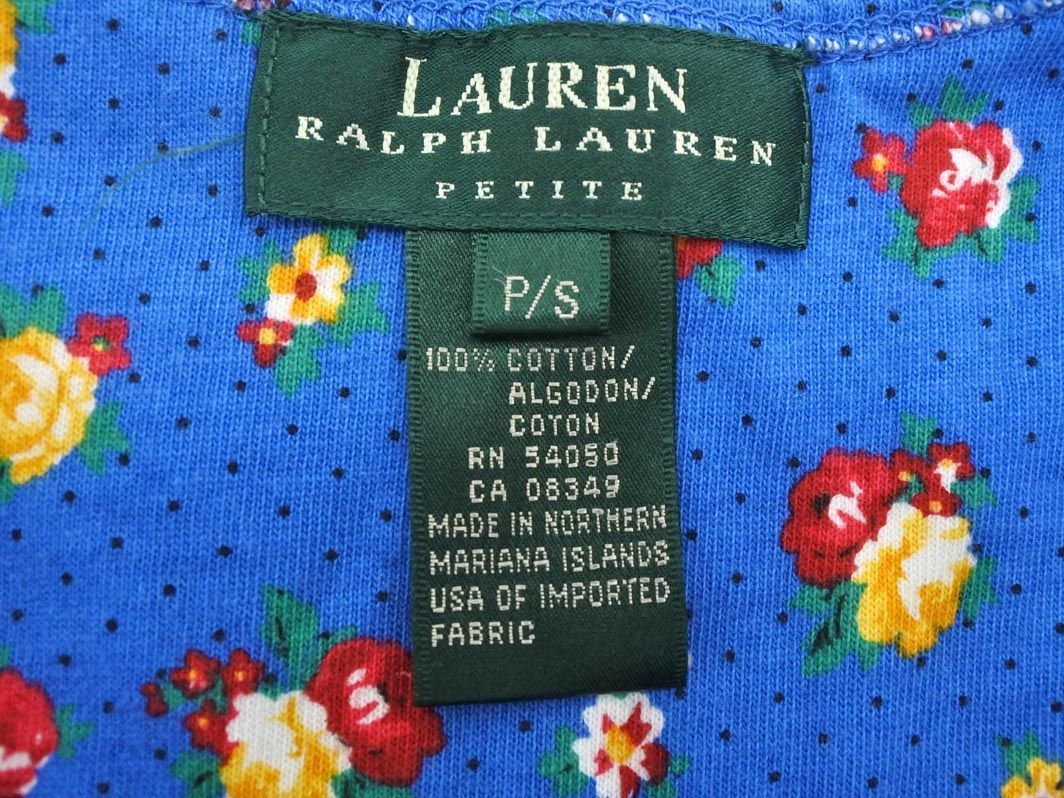 LAUREN
RALPH LAUREN
PETITE
P/S
100% COTTON/
ALGODON/
COTON
RN 54050
CA 08349
MADE IN NORTHERN
MARIANA ISLANDS
USA OF IMPORTED
FABRIC